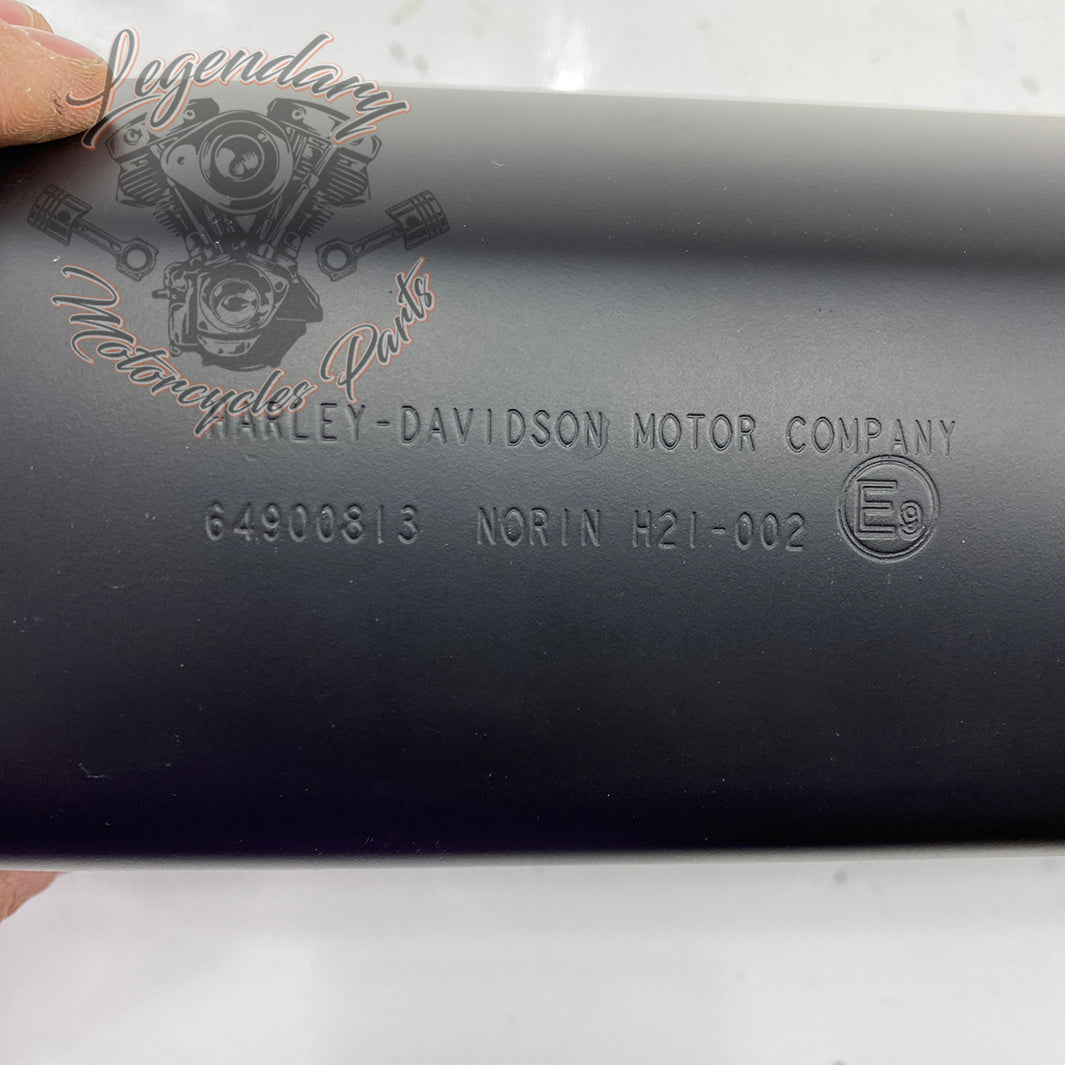 Legendary
Motorcycles Parts
HARLEY-DAVIDSON MOTOR COMPANY
64900813 NORIN H21-002 E9